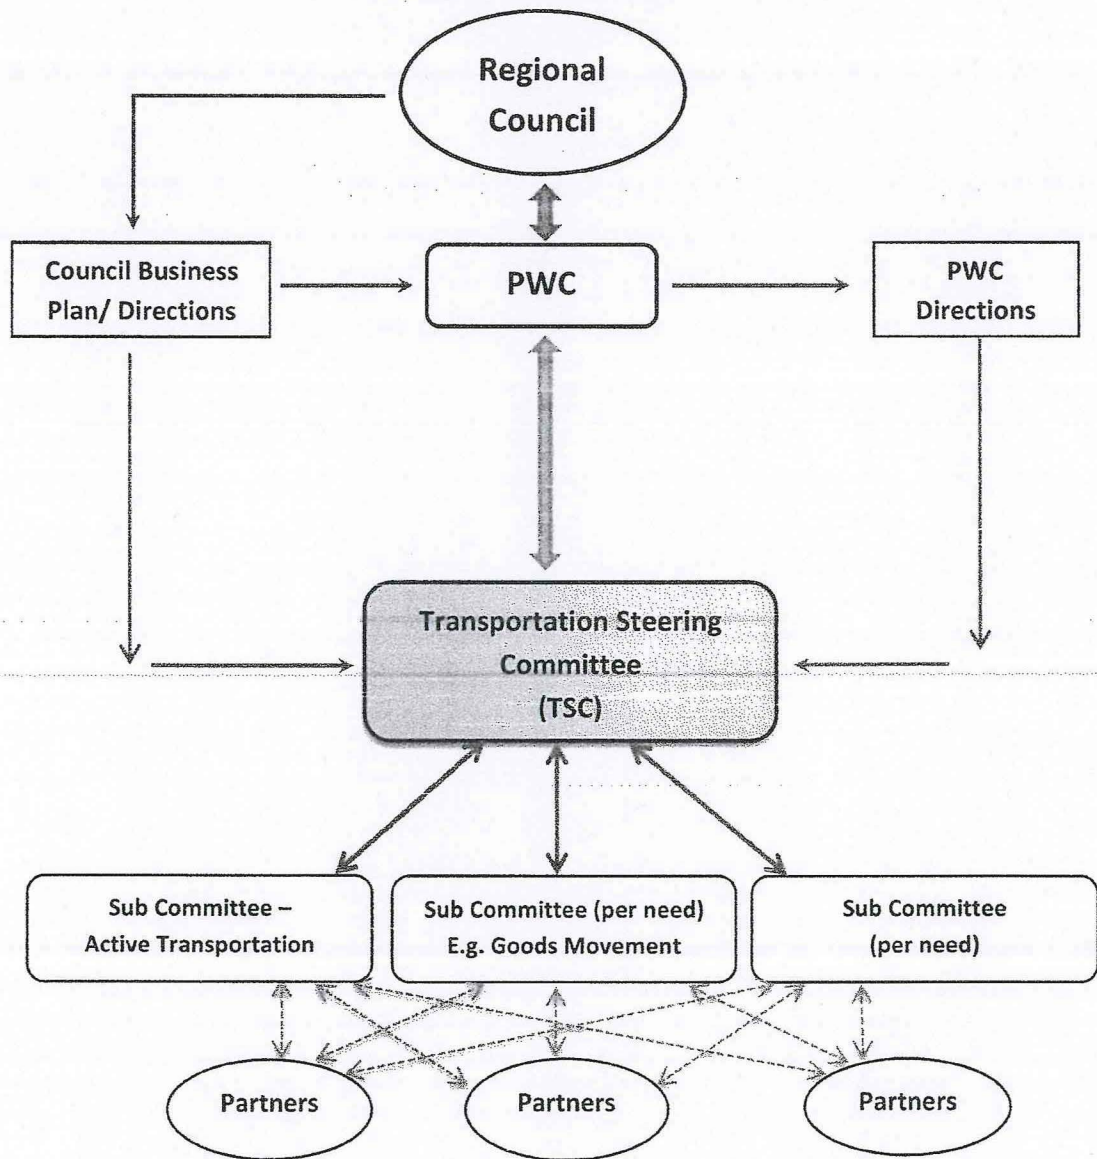 Regional
Council
Council Business
Plan/ Directions
PWC
PWC
Directions
Transportation Steering
Committee
(TSC)
Sub Committee –
Active Transportation
Sub Committee (per need)
E.g. Goods Movement
Sub Committee
(per need)
Partners
Partners
Partners